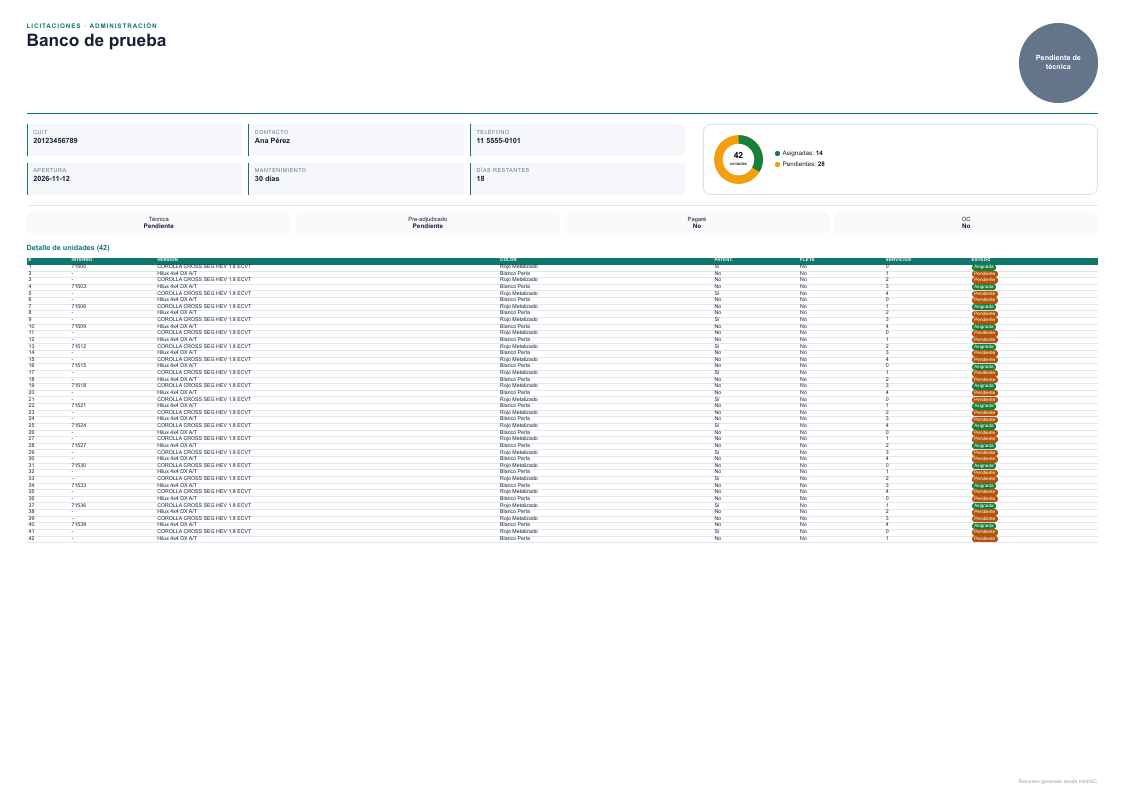 LICITACIONES · ADMINISTRACIÓN
Banco de prueba
Pendiente de
técnica
CUIT
20123456789
CONTACTO
Ana Pérez
TELÉFONO
11 5555-0101
APERTURA
2026-11-12
MANTENIMIENTO
30 días
DÍAS RESTANTES
18
42
unidades
Asignadas: 14
Pendientes: 28
Técnica
Pendiente
Pre-adjudicado
Pendiente
Pagaré
No
OC
No
Detalle de unidades (42)
# INTERNO VERSIÓN COLOR PATENT. FLETE SERVICIOS ESTADO
1 71500 COROLLA CROSS SEG HEV 1.8 ECVT Rojo Metalizado Sí No 0 Asignada
2 - Hilux 4x4 DX A/T Blanco Perla No No 1 Pendiente
3 - COROLLA CROSS SEG HEV 1.8 ECVT Rojo Metalizado No No 2 Pendiente
4 71503 Hilux 4x4 DX A/T Blanco Perla No No 3 Asignada
5 - COROLLA CROSS SEG HEV 1.8 ECVT Rojo Metalizado Sí No 4 Pendiente
6 - Hilux 4x4 DX A/T Blanco Perla No No 0 Pendiente
7 71506 COROLLA CROSS SEG HEV 1.8 ECVT Rojo Metalizado No No 1 Asignada
8 - Hilux 4x4 DX A/T Blanco Perla No No 2 Pendiente
9 - COROLLA CROSS SEG HEV 1.8 ECVT Rojo Metalizado Sí No 3 Pendiente
10 71509 Hilux 4x4 DX A/T Blanco Perla No No 4 Asignada
11 - COROLLA CROSS SEG HEV 1.8 ECVT Rojo Metalizado No No 0 Pendiente
12 - Hilux 4x4 DX A/T Blanco Perla No No 1 Pendiente
13 71512 COROLLA CROSS SEG HEV 1.8 ECVT Rojo Metalizado Sí No 2 Asignada
14 - Hilux 4x4 DX A/T Blanco Perla No No 3 Pendiente
15 - COROLLA CROSS SEG HEV 1.8 ECVT Rojo Metalizado No No 4 Pendiente
16 71515 Hilux 4x4 DX A/T Blanco Perla No No 0 Asignada
17 - COROLLA CROSS SEG HEV 1.8 ECVT Rojo Metalizado Sí No 1 Pendiente
18 - Hilux 4x4 DX A/T Blanco Perla No No 2 Pendiente
19 71518 COROLLA CROSS SEG HEV 1.8 ECVT Rojo Metalizado No No 3 Asignada
20 - Hilux 4x4 DX A/T Blanco Perla No No 4 Pendiente
21 - COROLLA CROSS SEG HEV 1.8 ECVT Rojo Metalizado Sí No 0 Pendiente
22 71521 Hilux 4x4 DX A/T Blanco Perla No No 1 Asignada
23 - COROLLA CROSS SEG HEV 1.8 ECVT Rojo Metalizado No No 2 Pendiente
24 - Hilux 4x4 DX A/T Blanco Perla No No 3 Pendiente
25 71524 COROLLA CROSS SEG HEV 1.8 ECVT Rojo Metalizado Sí No 4 Asignada
26 - Hilux 4x4 DX A/T Blanco Perla No No 0 Pendiente
27 - COROLLA CROSS SEG HEV 1.8 ECVT Rojo Metalizado No No 1 Pendiente
28 71527 Hilux 4x4 DX A/T Blanco Perla No No 2 Asignada
29 - COROLLA CROSS SEG HEV 1.8 ECVT Rojo Metalizado Sí No 3 Pendiente
30 - Hilux 4x4 DX A/T Blanco Perla No No 4 Pendiente
31 71530 COROLLA CROSS SEG HEV 1.8 ECVT Rojo Metalizado No No 0 Asignada
32 - Hilux 4x4 DX A/T Blanco Perla No No 1 Pendiente
33 - COROLLA CROSS SEG HEV 1.8 ECVT Rojo Metalizado Sí No 2 Pendiente
34 71533 Hilux 4x4 DX A/T Blanco Perla No No 3 Asignada
35 - COROLLA CROSS SEG HEV 1.8 ECVT Rojo Metalizado No No 4 Pendiente
36 - Hilux 4x4 DX A/T Blanco Perla No No 0 Pendiente
37 71536 COROLLA CROSS SEG HEV 1.8 ECVT Rojo Metalizado Sí No 1 Asignada
38 - Hilux 4x4 DX A/T Blanco Perla No No 2 Pendiente
39 - COROLLA CROSS SEG HEV 1.8 ECVT Rojo Metalizado No No 3 Pendiente
40 71539 Hilux 4x4 DX A/T Blanco Perla No No 4 Asignada
41 - COROLLA CROSS SEG HEV 1.8 ECVT Rojo Metalizado Sí No 0 Pendiente
42 - Hilux 4x4 DX A/T Blanco Perla No No 1 Pendiente
Resumen generado desde IntraNIC